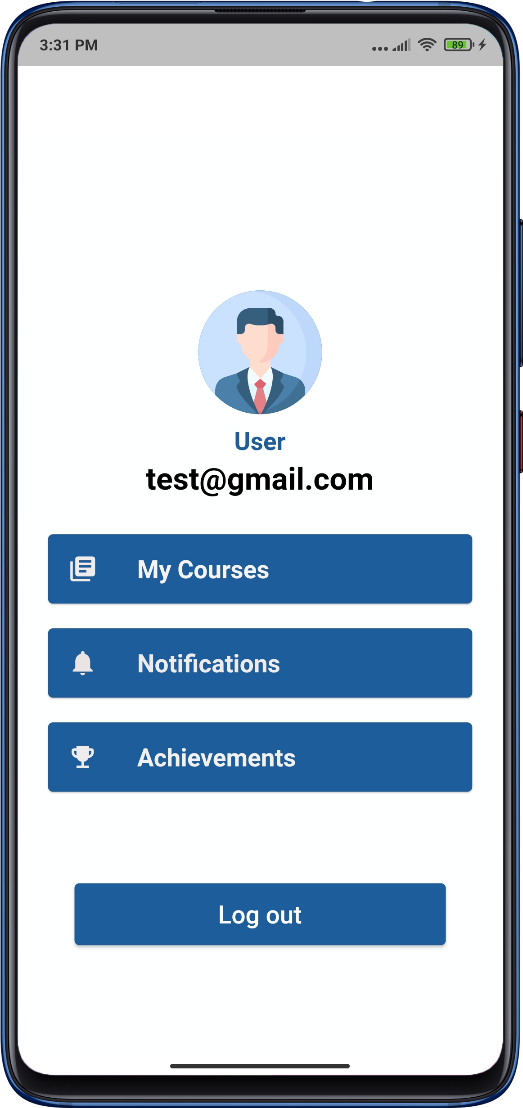 3:31 PM
89
User
test@gmail.com
My Courses
Notifications
Achievements
Log out